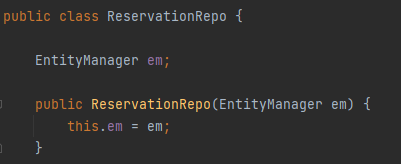 public class ReservationRepo {
EntityManager em;
public ReservationRepo(EntityManager em) {
this.em = em;
}